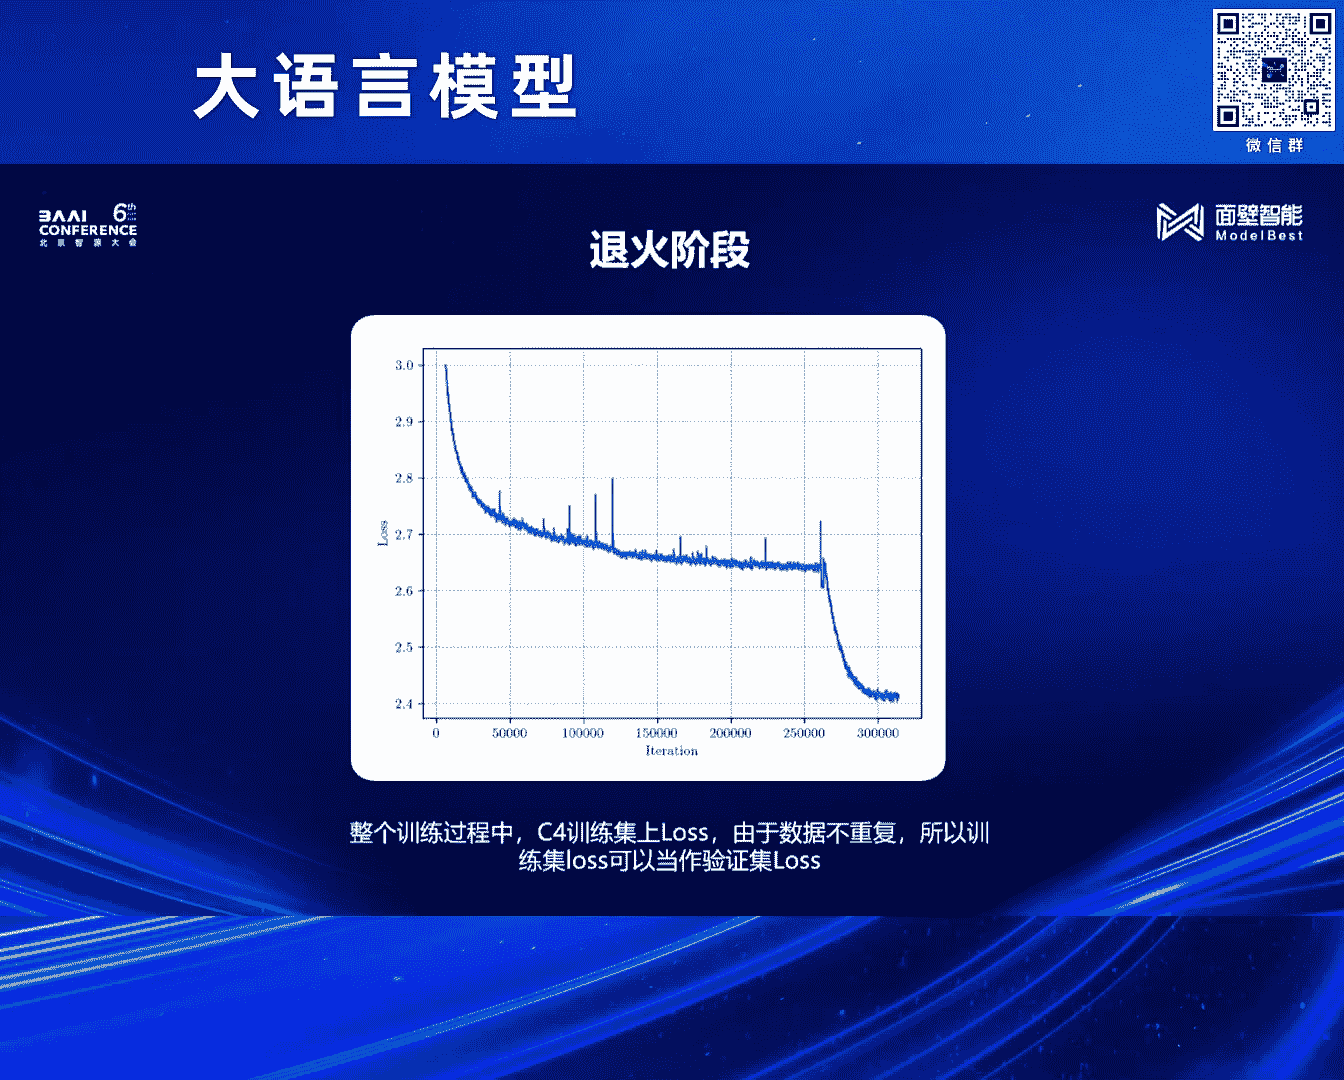 大语言模型
微信群
BAAI 6th
CONFERENCE
北京智源大会
面壁智能
ModelBest
退火阶段
3.0
2.9
2.8
2.7
2.6
2.5
2.4
Loss
0 50000 100000 150000 200000 250000 300000
Iteration
整个训练过程中，C4训练集上Loss，由于数据不重复，所以训
练集loss可以当作验证集Loss